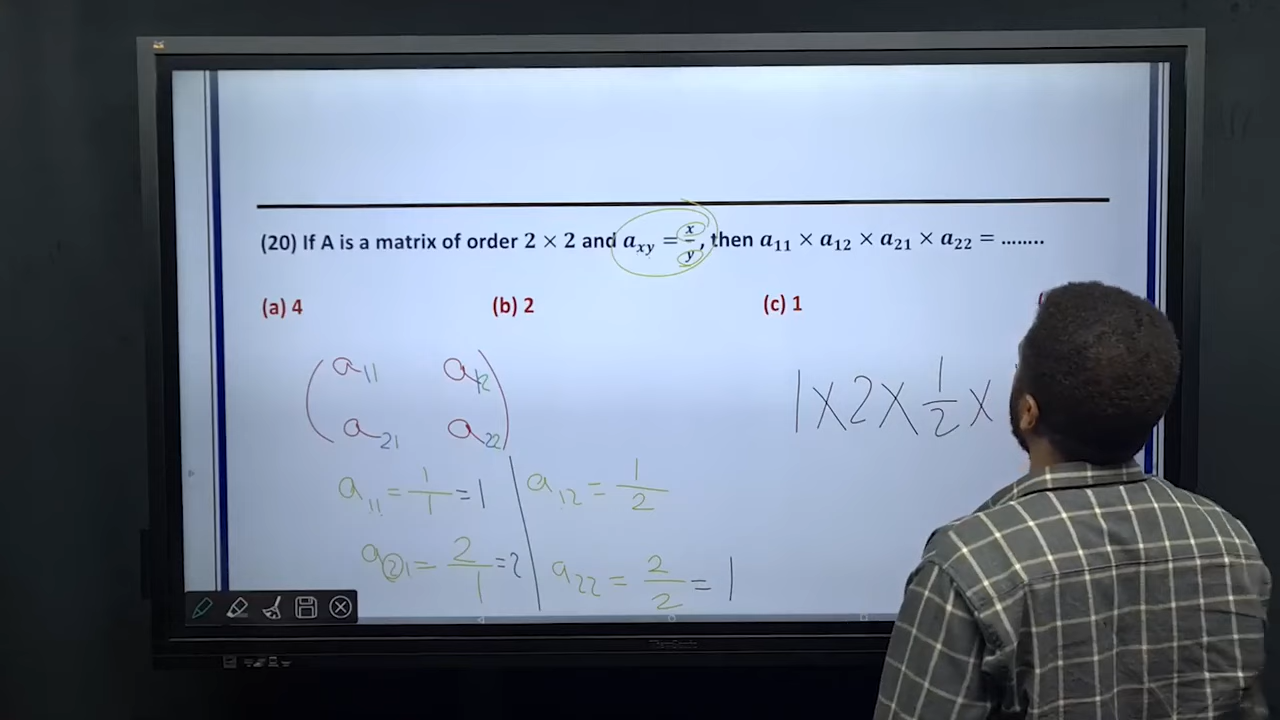 (20) If A is a matrix of order 2 × 2 and a_xy = x/y, then a₁₁ × a₁₂ × a₂₁ × a₂₂ = ........
(a) 4 (b) 2 (c) 1
a₁₁ a₁₂
a₂₁ a₂₂
1 × 2 × 1/2 ×
a₁₁ = 1/1 = 1 a₁₂ = 1/2
a₂₁ = 2/1 = 2 a₂₂ = 2/2 = 1